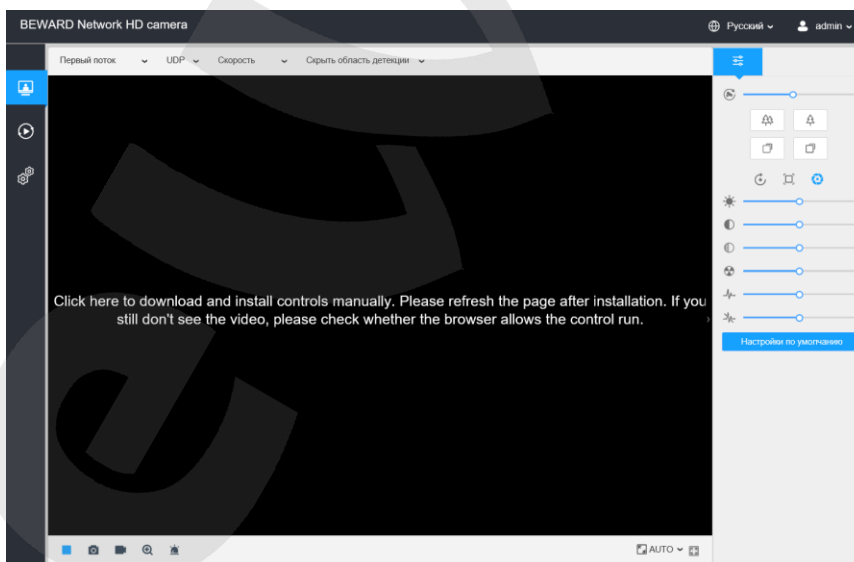 BEWARD Network HD camera
Русский
admin
Первый поток UDP Скорость Скрыть область детекции
Click here to download and install controls manually. Please refresh the page after installation. If you
still don't see the video, please check whether the browser allows the control run.
Настройки по умолчанию
AUTO